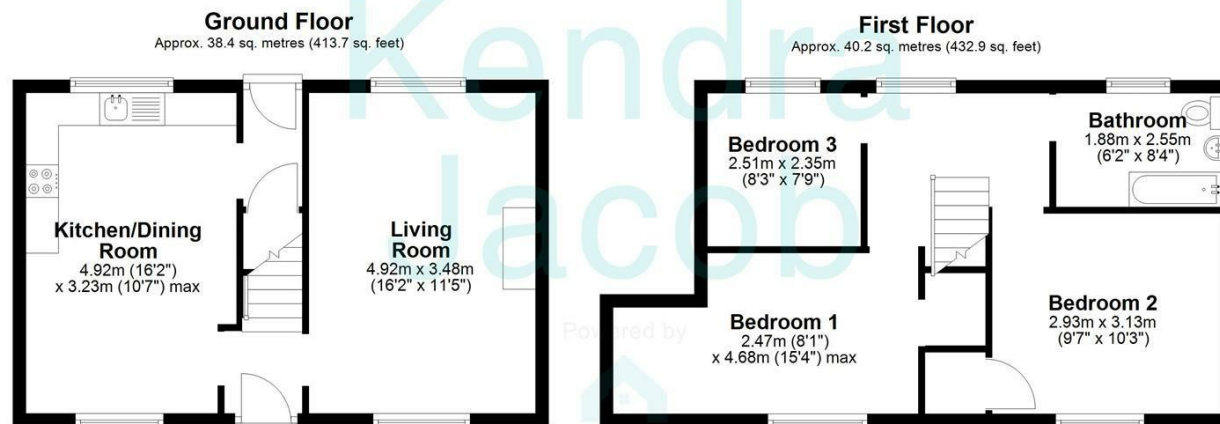 Ground Floor
Approx. 38.4 sq. metres (413.7 sq. feet)
Kitchen/Dining
Room
4.92m (16'2")
x 3.23m (10'7") max
Living
Room
4.92m x 3.48m
(16'2" x 11'5")
First Floor
Approx. 40.2 sq. metres (432.9 sq. feet)
Bedroom 3
2.51m x 2.35m
(8'3" x 7'9")
Bathroom
1.88m x 2.55m
(6'2" x 8'4")
Bedroom 1
2.47m (8'1")
x 4.68m (15'4") max
Bedroom 2
2.93m x 3.13m
(9'7" x 10'3")
Kendra
Jacob
Powered by